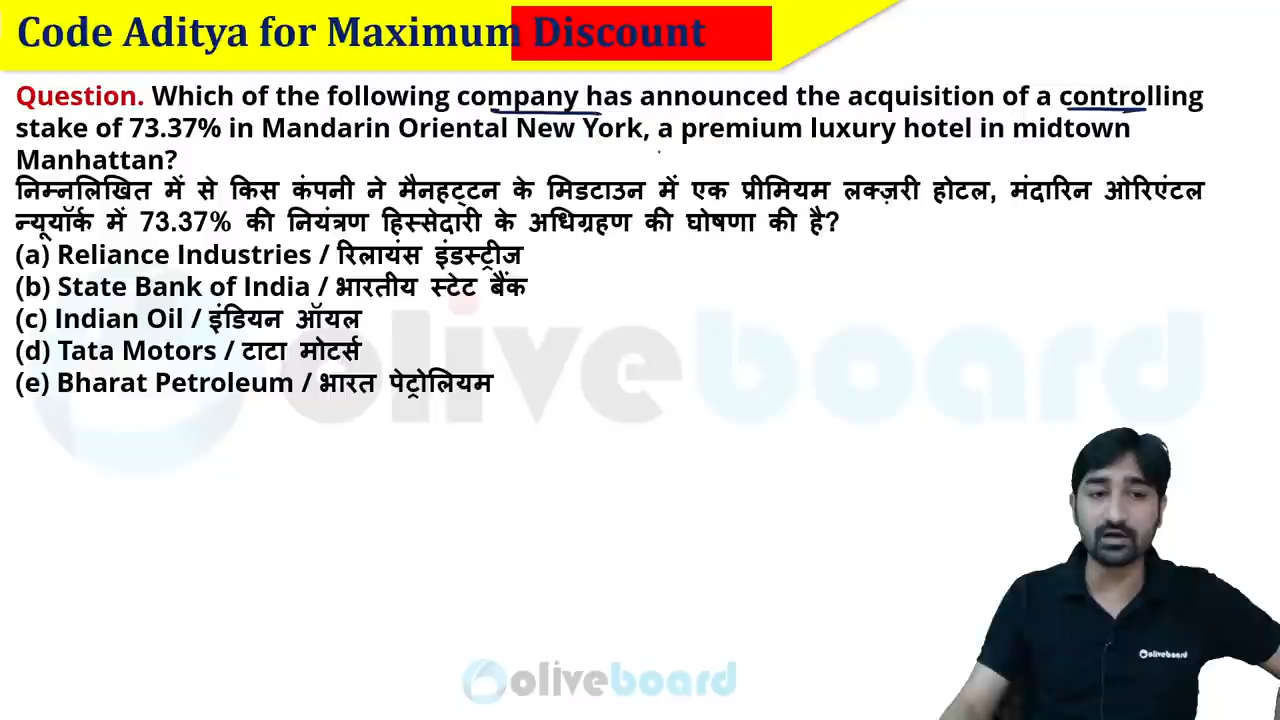 Code Aditya for Maximum Discount
Question. Which of the following company has announced the acquisition of a controlling
stake of 73.37% in Mandarin Oriental New York, a premium luxury hotel in midtown
Manhattan?
निम्नलिखित में से किस कंपनी ने मैनहट्टन के मिडटाउन में एक प्रीमियम लक्ज़री होटल, मंदारिन ओरिएंटल
न्यूयॉर्क में 73.37% की नियंत्रण हिस्सेदारी के अधिग्रहण की घोषणा की है?
(a) Reliance Industries / रिलायंस इंडस्ट्रीज
(b) State Bank of India / भारतीय स्टेट बैंक
(c) Indian Oil / इंडियन ऑयल
(d) Tata Motors / टाटा मोटर्स
(e) Bharat Petroleum / भारत पेट्रोलियम
oliveboard
oliveboard
oliveboard